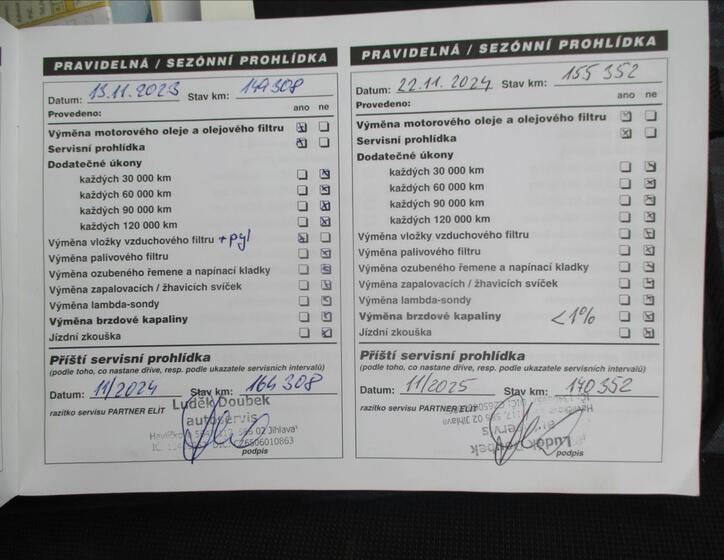 PRAVIDELNÁ / SEZÓNNÍ PROHLÍDKA
Datum: 13.11.2023 Stav km: 149308
Provedeno: ano ne
Výměna motorového oleje a olejového filtru
Servisní prohlídka
Dodatečné úkony
každých 30 000 km
každých 60 000 km
každých 90 000 km
každých 120 000 km
Výměna vložky vzduchového filtru + pyl
Výměna palivového filtru
Výměna ozubeného řemene a napínací kladky
Výměna zapalovacích / žhavicích svíček
Výměna lambda-sondy
Výměna brzdové kapaliny
Jízdní zkouška
Příští servisní prohlídka
(podle toho, co nastane dříve, resp. podle ukazatele servisních intervalů)
Datum: 11/2024 Stav km: 164308
razítko servisu PARTNER ELIT
Luděk Doubek
autoservis
02 Jihlava
podpis
PRAVIDELNÁ / SEZÓNNÍ PROHLÍDKA
Datum: 22.11.2024 Stav km: 155 352
Provedeno: ano ne
Výměna motorového oleje a olejového filtru
Servisní prohlídka
Dodatečné úkony
každých 30 000 km
každých 60 000 km
každých 90 000 km
každých 120 000 km
Výměna vložky vzduchového filtru
Výměna palivového filtru
Výměna ozubeného řemene a napínací kladky
Výměna zapalovacích / žhavicích svíček
Výměna lambda-sondy
Výměna brzdové kapaliny <1%
Jízdní zkouška
Příští servisní prohlídka
(podle toho, co nastane dříve, resp. podle ukazatele servisních intervalů)
Datum: 11/2025 Stav km: 170 352
razítko servisu PARTNER ELIT
02 Jihlava
Luděk
podpis